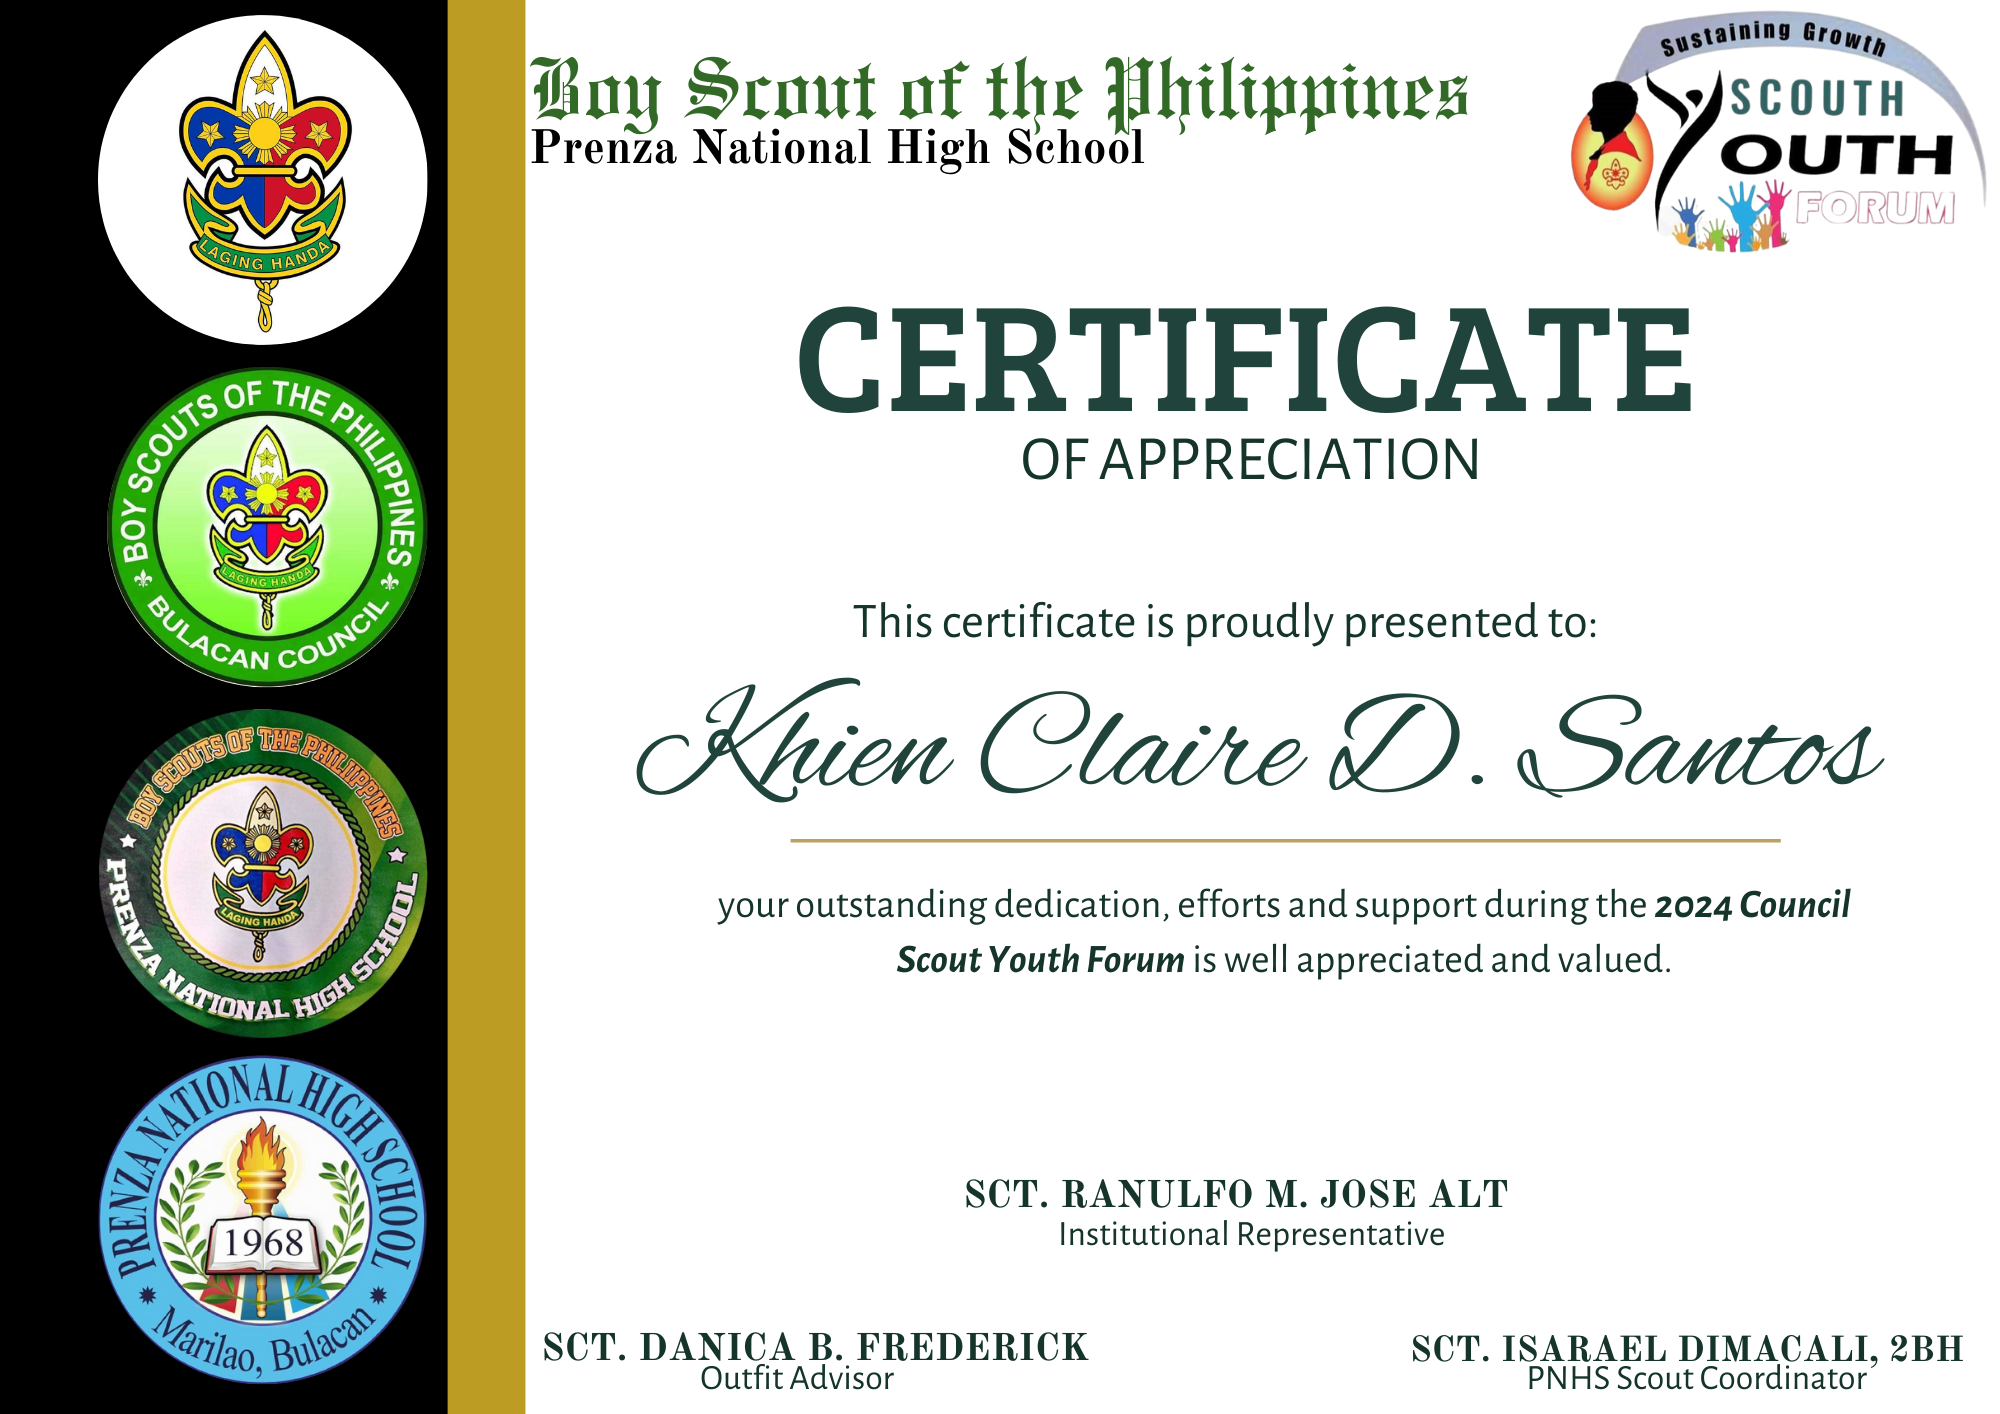 Boy Scout of the Philippines
Prenza National High School
Sustaining Growth
SCOUTH
YOUTH
FORUM
LAGING HANDA
BOY SCOUTS OF THE PHILIPPINES
LAGING HANDA
BULACAN COUNCIL
BOY SCOUTS OF THE PHILIPPINES
LAGING HANDA
PRENZA NATIONAL HIGH SCHOOL
PRENZA NATIONAL HIGH SCHOOL
1968
Marilao, Bulacan
CERTIFICATE
OF APPRECIATION
This certificate is proudly presented to:
Khien Claire D. Santos
your outstanding dedication, efforts and support during the 2024 Council
Scout Youth Forum is well appreciated and valued.
SCT. RANULFO M. JOSE ALT
Institutional Representative
SCT. DANICA B. FREDERICK
Outfit Advisor
SCT. ISARAEL DIMACALI, 2BH
PNHS Scout Coordinator